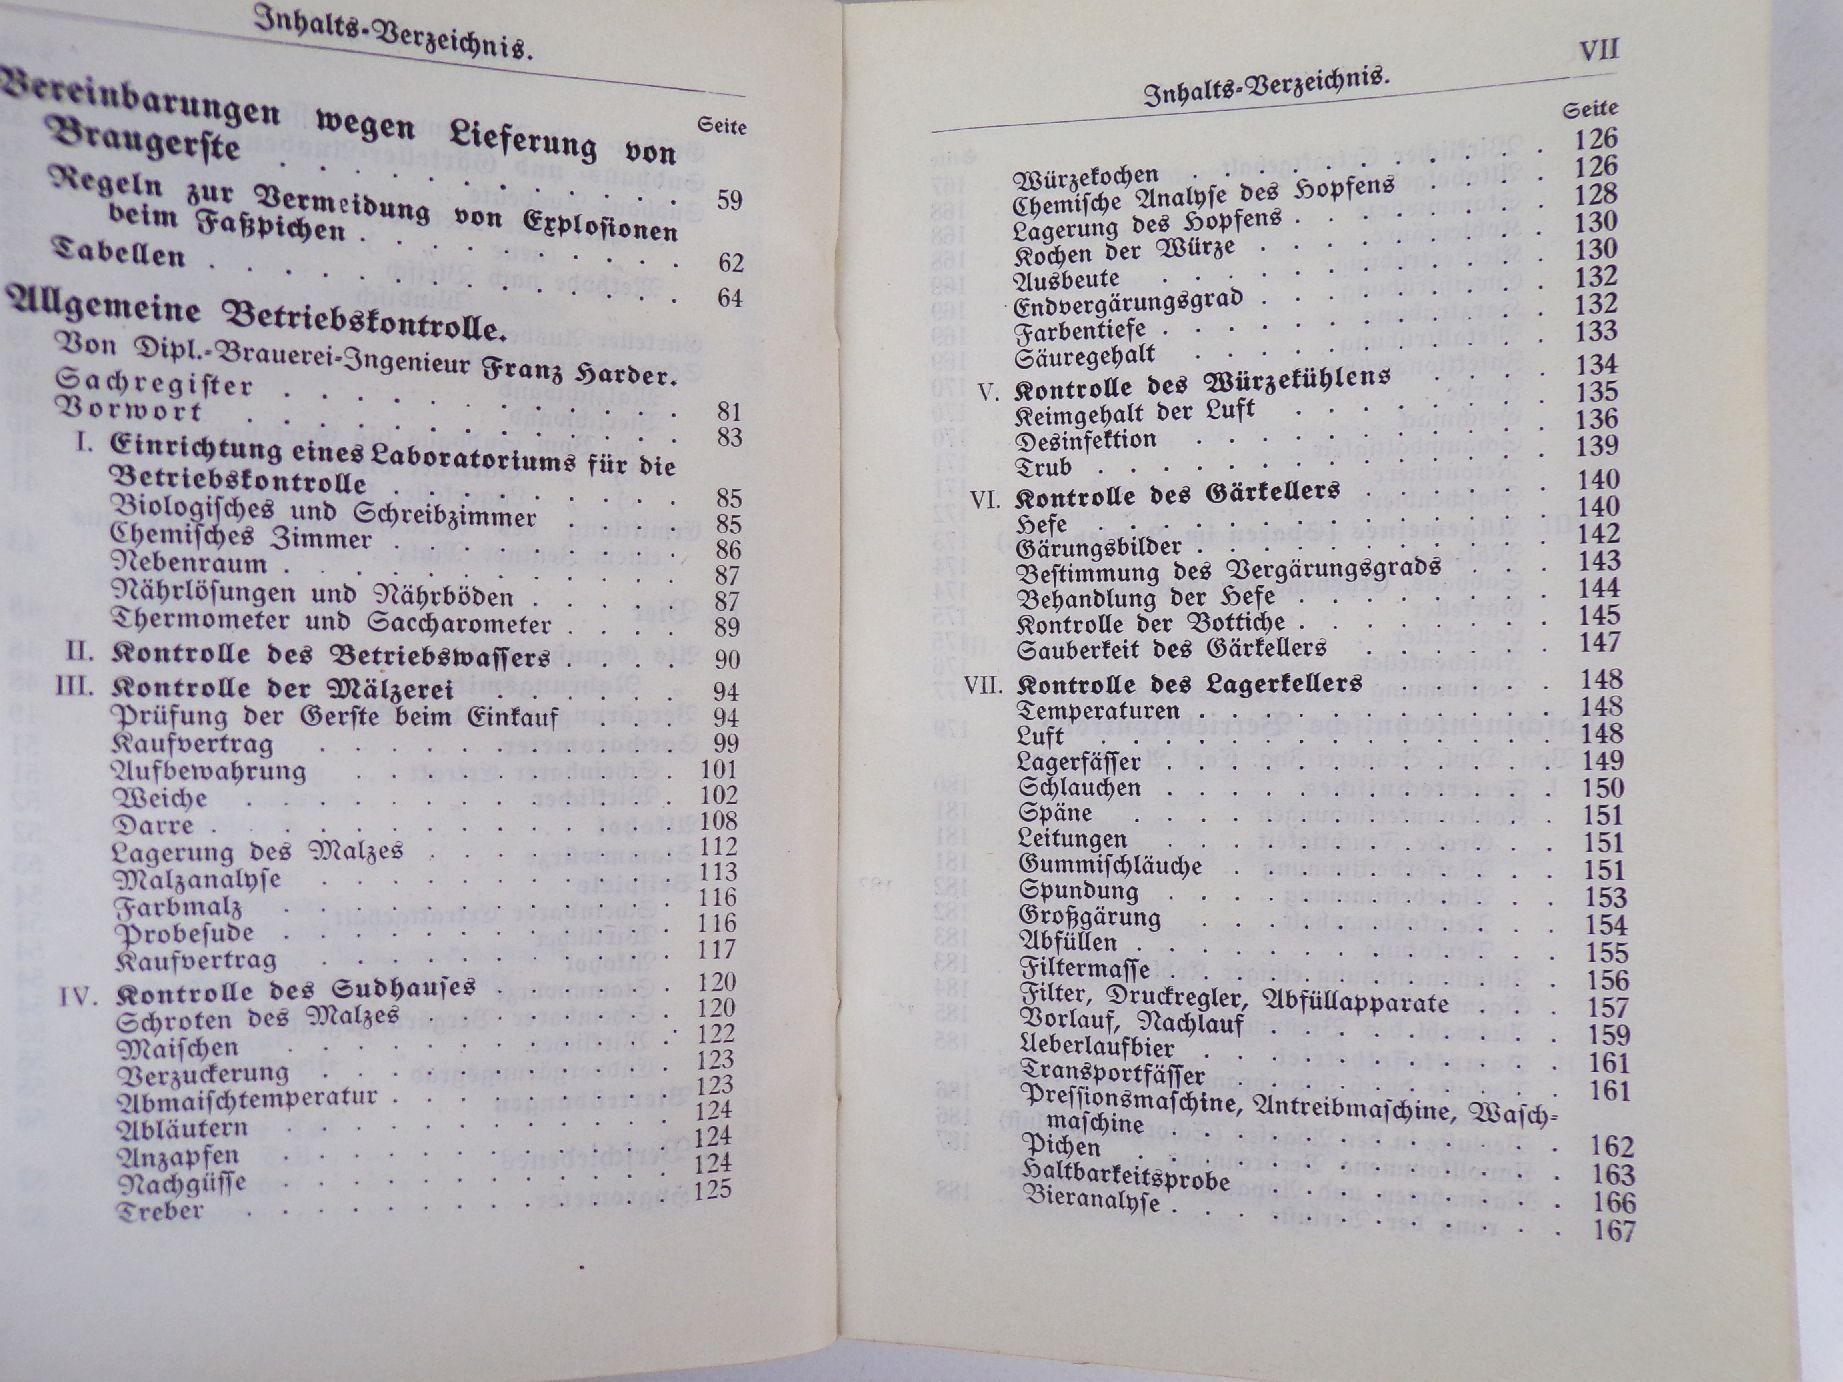 Inhalts-Verzeichnis.
Seite
Vereinbarungen wegen Lieferung von
Braugerste . . . . . . . . . . 59
Regeln zur Vermeidung von Explosionen
beim Faßpichen . . . . . . . . . 62
Tabellen . . . . . . . . . . . 64
Allgemeine Betriebskontrolle.
Von Dipl.-Brauerei-Ingenieur Franz Harder.
Sachregister . . . . . . . . . . 81
Vorwort . . . . . . . . . . . 83
I. Einrichtung eines Laboratoriums für die
Betriebskontrolle . . . . . . . . 85
Biologisches und Schreibzimmer . . . 85
Chemisches Zimmer . . . . . . . 86
Nebenraum . . . . . . . . . . 87
Nährlösungen und Nährböden . . . . . 87
Thermometer und Saccharometer . . . . 89
II. Kontrolle des Betriebswassers . . . . 90
III. Kontrolle der Mälzerei . . . . . . 94
Prüfung der Gerste beim Einkauf . . . 94
Kaufvertrag . . . . . . . . . . 99
Aufbewahrung . . . . . . . . . 101
Weiche . . . . . . . . . . . . 102
Darre . . . . . . . . . . . . 108
Lagerung des Malzes . . . . . . . 112
Malzanalyse . . . . . . . . . . 113
Farbmalz . . . . . . . . . . . 116
Probesude . . . . . . . . . . . 116
Kaufvertrag . . . . . . . . . . 117
IV. Kontrolle des Sudhauses . . . . . . 120
Schroten des Malzes . . . . . . . 120
Maischen . . . . . . . . . . . 122
Verzuckerung . . . . . . . . . . 123
Abmaischtemperatur . . . . . . . . 123
Abläutern . . . . . . . . . . . 124
Anzapfen . . . . . . . . . . . 124
Nachgüsse . . . . . . . . . . . 124
Treber . . . . . . . . . . . . 125
VII
Inhalts-Verzeichnis.
Seite
Würzekochen . . . . . . . . . . 126
Chemische Analyse des Hopfens . . . . 126
Lagerung des Hopfens . . . . . . . 128
Kochen der Würze . . . . . . . . 130
Ausbeute . . . . . . . . . . . 130
Endvergärungsgrad . . . . . . . . 132
Farbentiefe . . . . . . . . . . . 132
Säuregehalt . . . . . . . . . . 133
V. Kontrolle des Würzekühlens . . . . 134
Keimgehalt der Luft . . . . . . . 135
Desinfektion . . . . . . . . . . 136
Trub . . . . . . . . . . . . 139
VI. Kontrolle des Gärkellers . . . . . . 140
Hefe . . . . . . . . . . . . 140
Gärungsbilder . . . . . . . . . . 142
Bestimmung des Vergärungsgrads . . . 143
Behandlung der Hefe . . . . . . . 144
Kontrolle der Bottiche . . . . . . . 145
Sauberkeit des Gärkellers . . . . . . 147
VII. Kontrolle des Lagerkellers . . . . . 148
Temperaturen . . . . . . . . . . 148
Luft . . . . . . . . . . . . 148
Lagerfässer . . . . . . . . . . . 149
Schlauchen . . . . . . . . . . . 150
Späne . . . . . . . . . . . . 151
Leitungen . . . . . . . . . . . 151
Gummischläuche . . . . . . . . . 151
Spundung . . . . . . . . . . . 153
Großgärung . . . . . . . . . . 154
Abfüllen . . . . . . . . . . . . 155
Filtermasse . . . . . . . . . . . 156
Filter, Druckregler, Abfüllapparate . . . 157
Vorlauf, Nachlauf . . . . . . . . 159
Ueberlaufbier . . . . . . . . . . 161
Transportfässer . . . . . . . . . 161
Pressionsmaschine, Antreibmaschine, Wasch-
maschine . . . . . . . . . . . 162
Pichen . . . . . . . . . . . . 163
Haltbarkeitsprobe . . . . . . . . . 166
Bieranalyse . . . . . . . . . . . 167